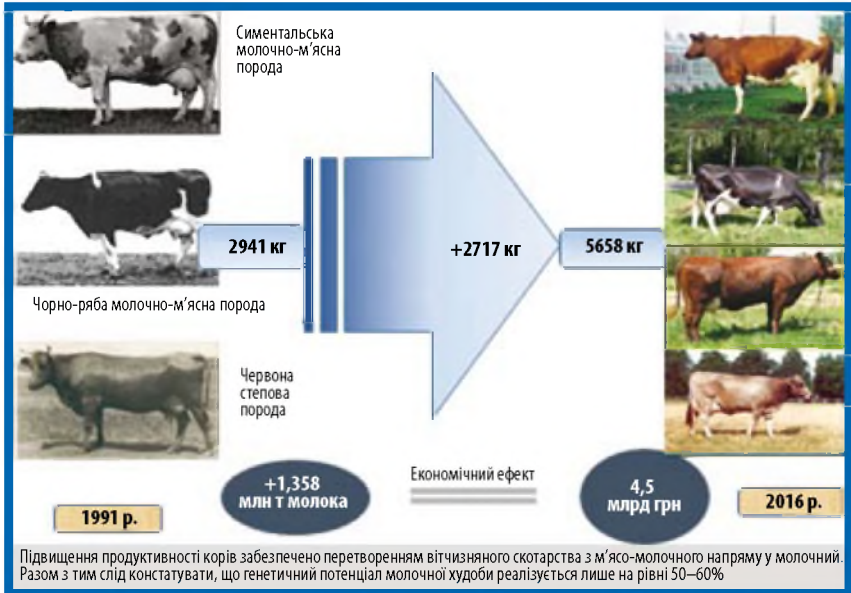 Симентальська
молочно-м’ясна
порода
2941 кг
+2717 кг
5658 кг
Чорно-ряба молочно-м’ясна порода
Червона
степова
порода
+1,358
млн т молока
Економічний ефект
4,5
млрд грн
1991 р.
2016 р.
Підвищення продуктивності корів забезпечено перетворенням вітчизняного скотарства з м’ясо-молочного напряму у молочний.
Разом з тим слід констатувати, що генетичний потенціал молочної худоби реалізується лише на рівні 50–60%